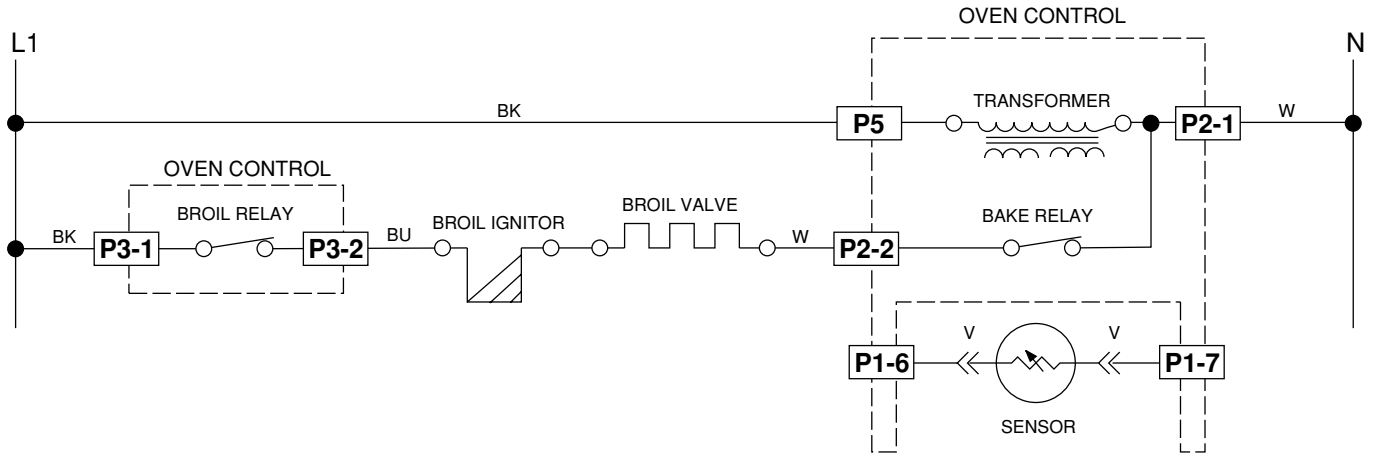 OVEN CONTROL
L1
N
BK
P5
TRANSFORMER
P2-1
W
OVEN CONTROL
BROIL RELAY
BK
P3-1
P3-2
BU
BROIL IGNITOR
BROIL VALVE
W
P2-2
BAKE RELAY
P1-6
V
V
P1-7
SENSOR